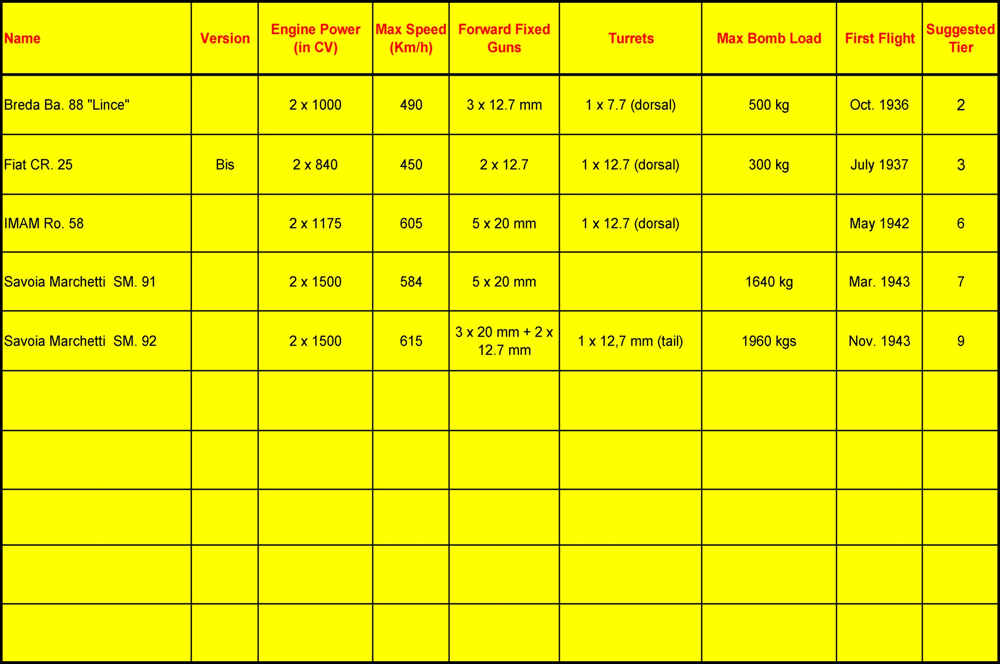 Name Version Engine Power (in CV) Max Speed (Km/h) Forward Fixed Guns Turrets Max Bomb Load First Flight Suggested Tier
Breda Ba. 88 "Lince" 2 x 1000 490 3 x 12.7 mm 1 x 7.7 (dorsal) 500 kg Oct. 1936 2
Fiat CR. 25 Bis 2 x 840 450 2 x 12.7 1 x 12.7 (dorsal) 300 kg July 1937 3
IMAM Ro. 58 2 x 1175 605 5 x 20 mm 1 x 12.7 (dorsal) May 1942 6
Savoia Marchetti  SM. 91 2 x 1500 584 5 x 20 mm 1640 kg Mar. 1943 7
Savoia Marchetti  SM. 92 2 x 1500 615 3 x 20 mm + 2 x 12.7 mm 1 x 12,7 mm (tail) 1960 kgs Nov. 1943 9